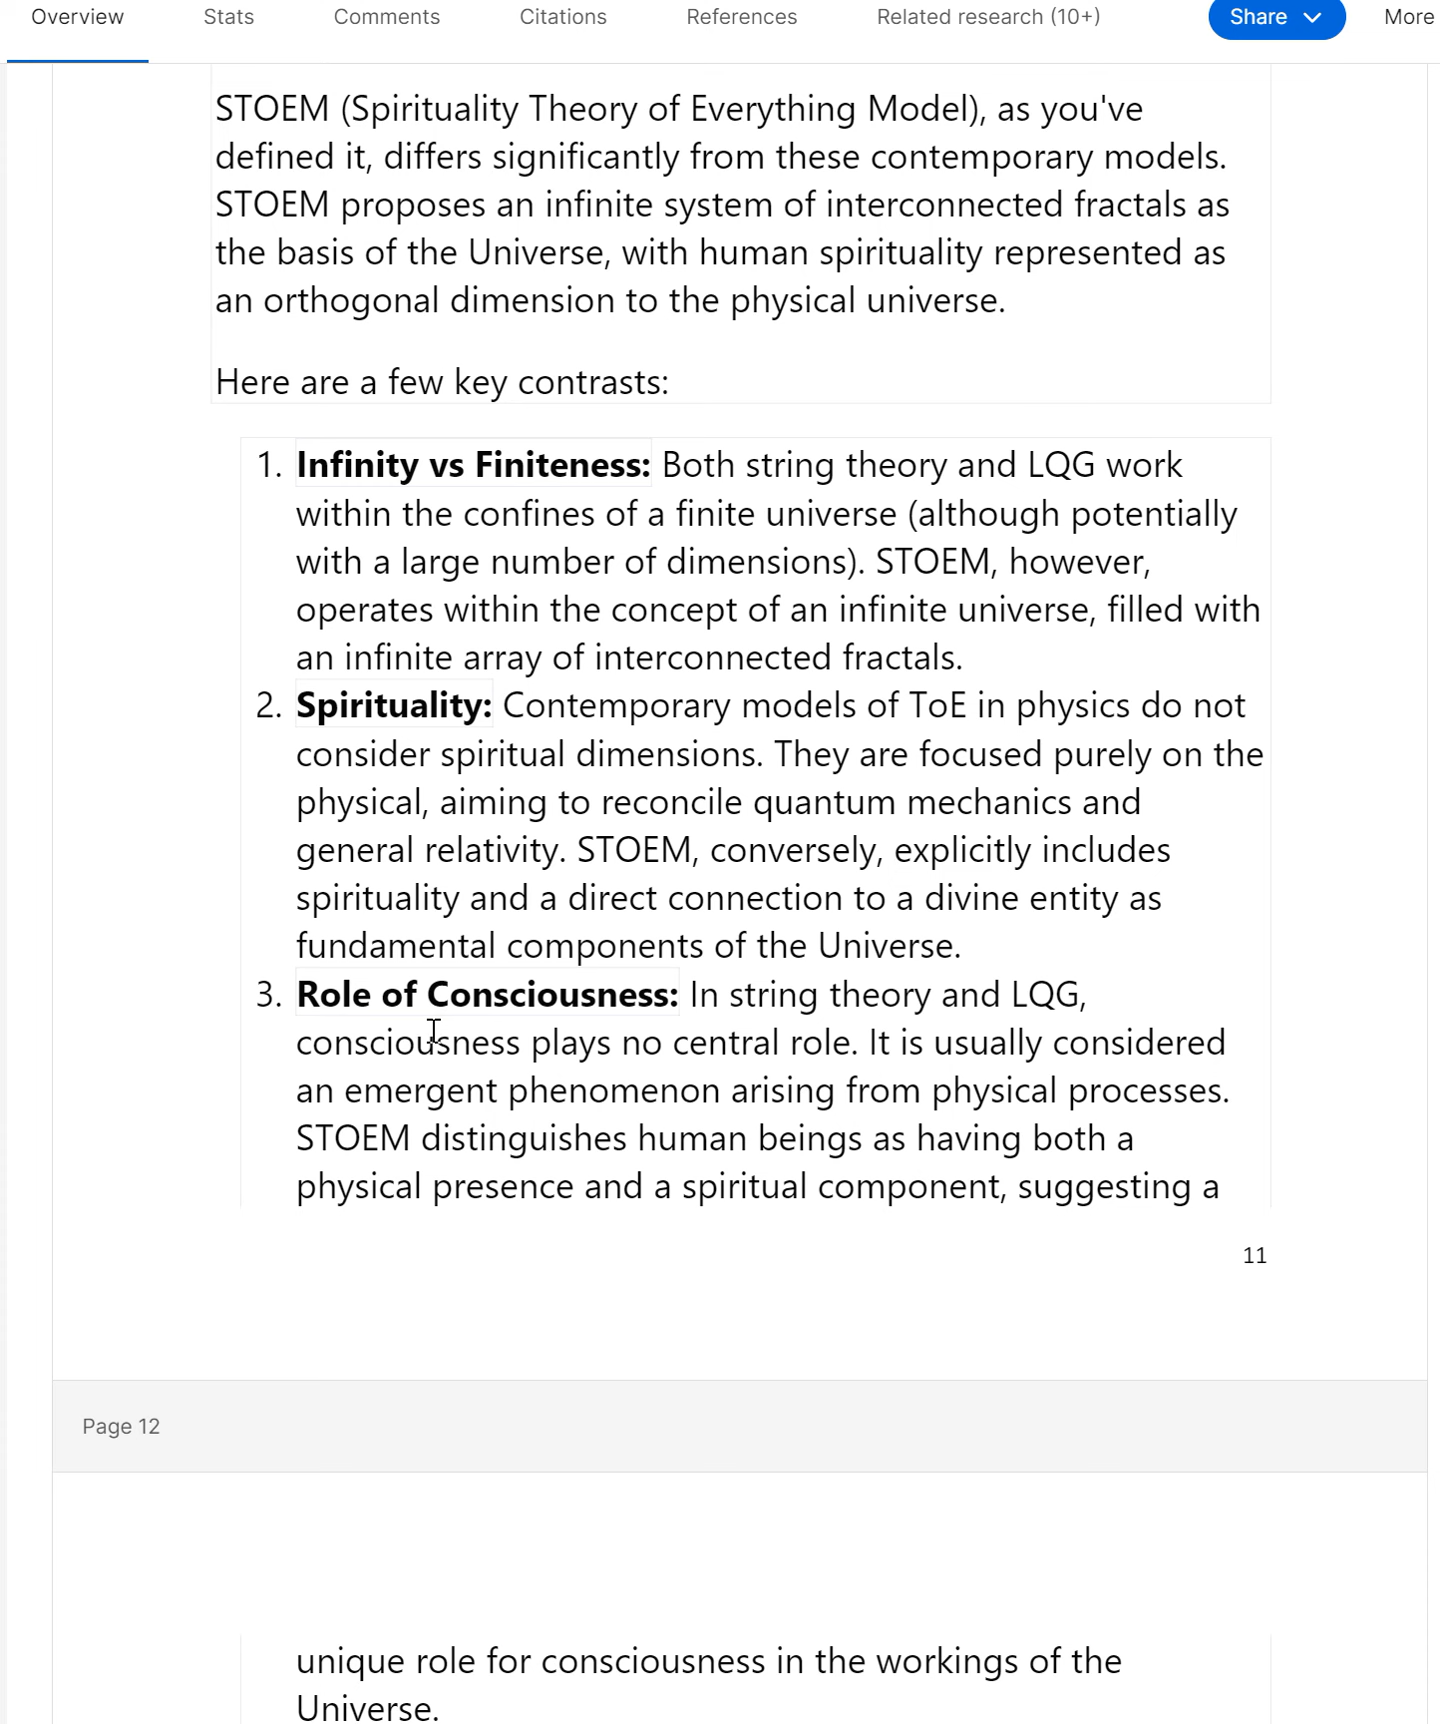 Overview Stats Comments Citations References Related research (10+) Share More
STOEM (Spirituality Theory of Everything Model), as you've
defined it, differs significantly from these contemporary models.
STOEM proposes an infinite system of interconnected fractals as
the basis of the Universe, with human spirituality represented as
an orthogonal dimension to the physical universe.
Here are a few key contrasts:
1. Infinity vs Finiteness: Both string theory and LQG work
within the confines of a finite universe (although potentially
with a large number of dimensions). STOEM, however,
operates within the concept of an infinite universe, filled with
an infinite array of interconnected fractals.
2. Spirituality: Contemporary models of ToE in physics do not
consider spiritual dimensions. They are focused purely on the
physical, aiming to reconcile quantum mechanics and
general relativity. STOEM, conversely, explicitly includes
spirituality and a direct connection to a divine entity as
fundamental components of the Universe.
3. Role of Consciousness: In string theory and LQG,
consciousness plays no central role. It is usually considered
an emergent phenomenon arising from physical processes.
STOEM distinguishes human beings as having both a
physical presence and a spiritual component, suggesting a
11
Page 12
unique role for consciousness in the workings of the
Universe.